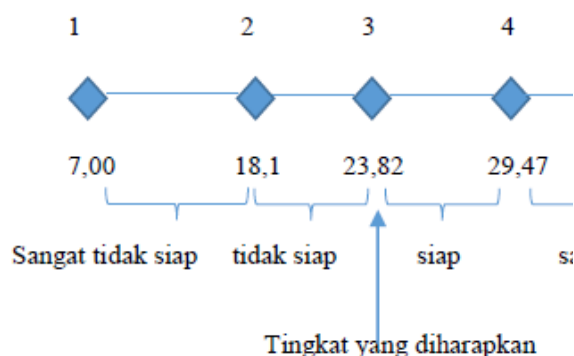 1 2 3 4
7,00 18,1 23,82 29,47
Sangat tidak siap tidak siap siap
Tingkat yang diharapkan